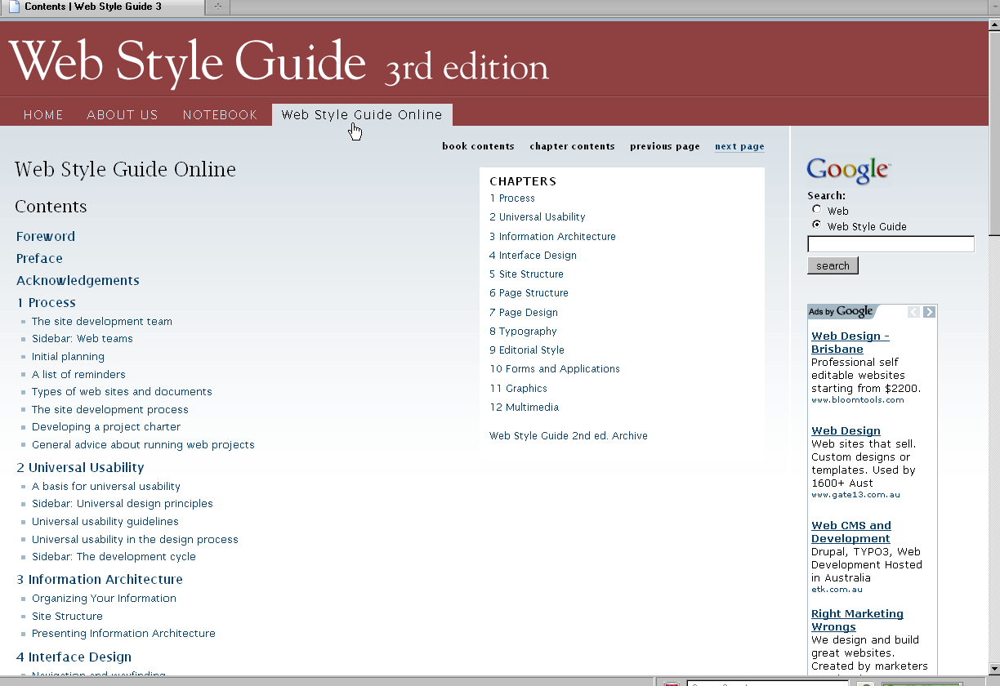 Contents | Web Style Guide 3
Web Style Guide 3rd edition
HOME ABOUT US NOTEBOOK Web Style Guide Online
book contents chapter contents previous page next page
Web Style Guide Online
Contents
Foreword
Preface
Acknowledgements
1 Process
The site development team
Sidebar: Web teams
Initial planning
A list of reminders
Types of web sites and documents
The site development process
Developing a project charter
General advice about running web projects
2 Universal Usability
A basis for universal usability
Sidebar: Universal design principles
Universal usability guidelines
Universal usability in the design process
Sidebar: The development cycle
3 Information Architecture
Organizing Your Information
Site Structure
Presenting Information Architecture
4 Interface Design
Navigation and wayfinding
CHAPTERS
1 Process
2 Universal Usability
3 Information Architecture
4 Interface Design
5 Site Structure
6 Page Structure
7 Page Design
8 Typography
9 Editorial Style
10 Forms and Applications
11 Graphics
12 Multimedia
Web Style Guide 2nd ed. Archive
Google™
Search:
Web
Web Style Guide
search
Ads by Google
Web Design -
Brisbane
Professional self
editable websites
starting from $2200.
www.bloomtools.com
Web Design
Web sites that sell.
Custom designs or
templates. Used by
1600+ Aust
www.gate13.com.au
Web CMS and
Development
Drupal, TYPO3, Web
Development Hosted
in Australia
etk.com.au
Right Marketing
Wrongs
We design and build
great websites.
Created by marketers